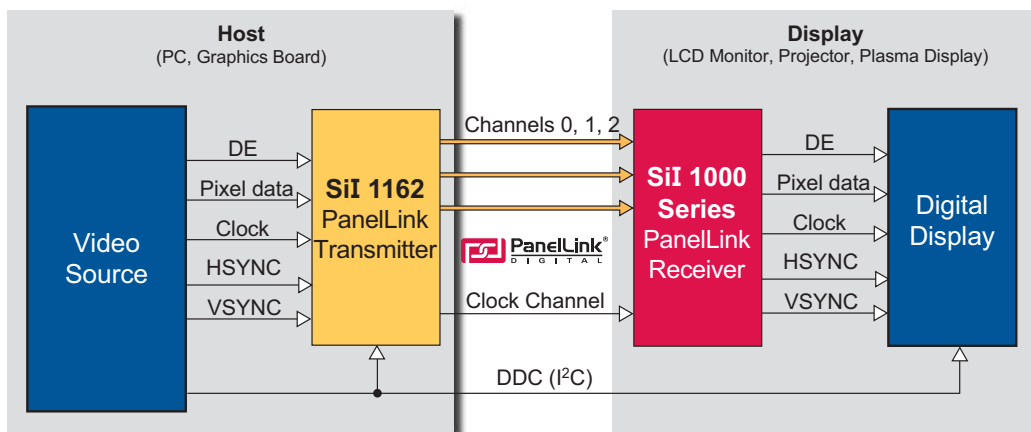 Host
(PC, Graphics Board)
Display
(LCD Monitor, Projector, Plasma Display)
Video
Source
DE
Pixel data
Clock
HSYNC
VSYNC
SiI 1162
PanelLink
Transmitter
Channels 0, 1, 2
PanelLink®
DIGITAL
Clock Channel
SiI 1000
Series
PanelLink
Receiver
DE
Pixel data
Clock
HSYNC
VSYNC
Digital
Display
DDC (I²C)